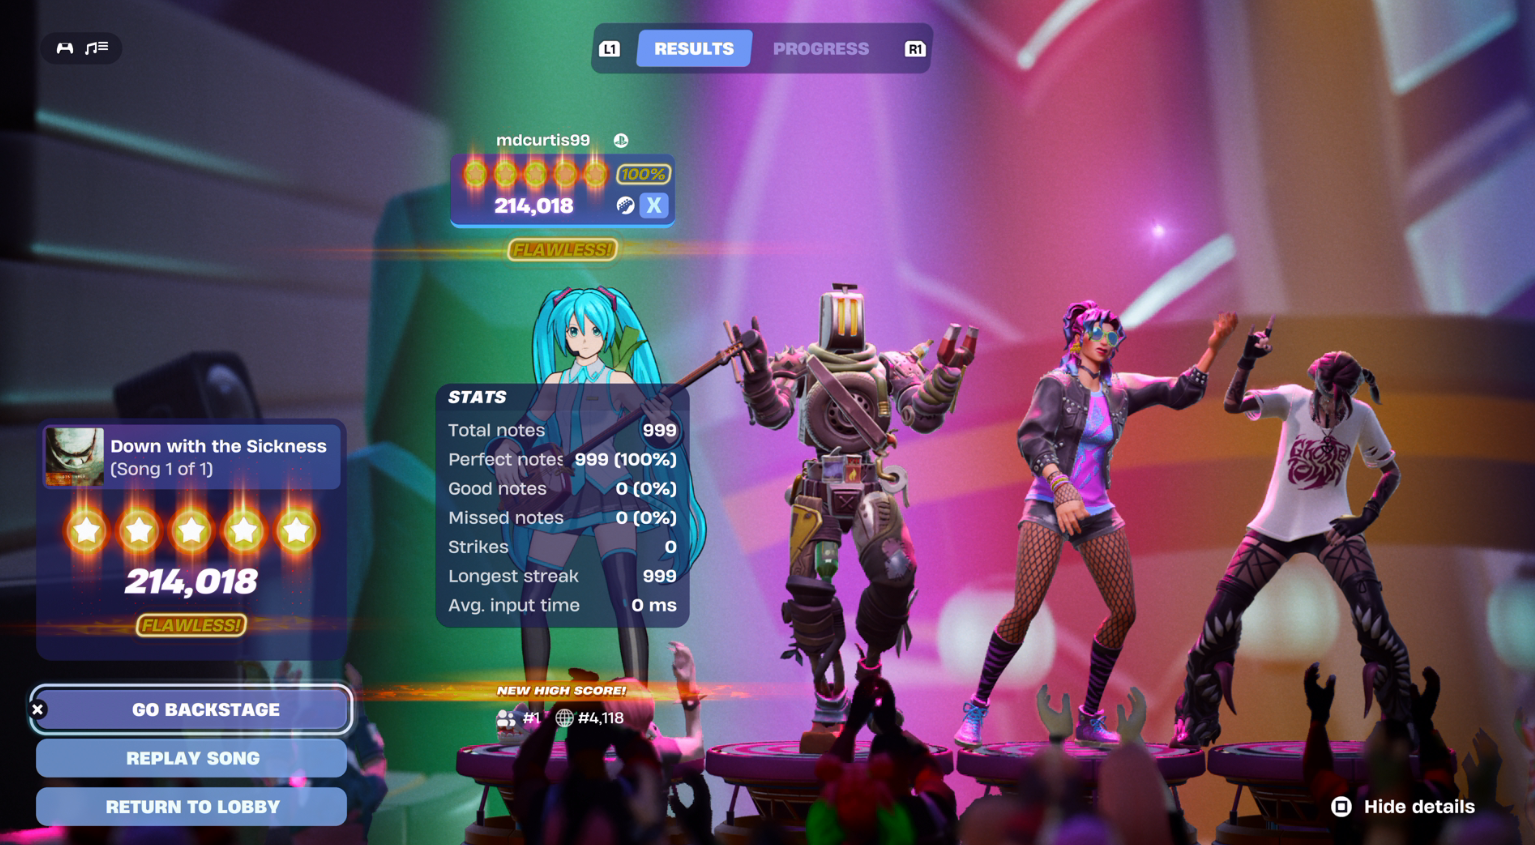 L1 RESULTS PROGRESS R1
mdcurtis99
100%
214,018 X
FLAWLESS!
STATS
Total notes 999
Perfect notes 999 (100%)
Good notes 0 (0%)
Missed notes 0 (0%)
Strikes 0
Longest streak 999
Avg. input time 0 ms
NEW HIGH SCORE!
#1 #4,118
Down with the Sickness
(Song 1 of 1)
214,018
FLAWLESS!
GO BACKSTAGE
REPLAY SONG
RETURN TO LOBBY
Hide details